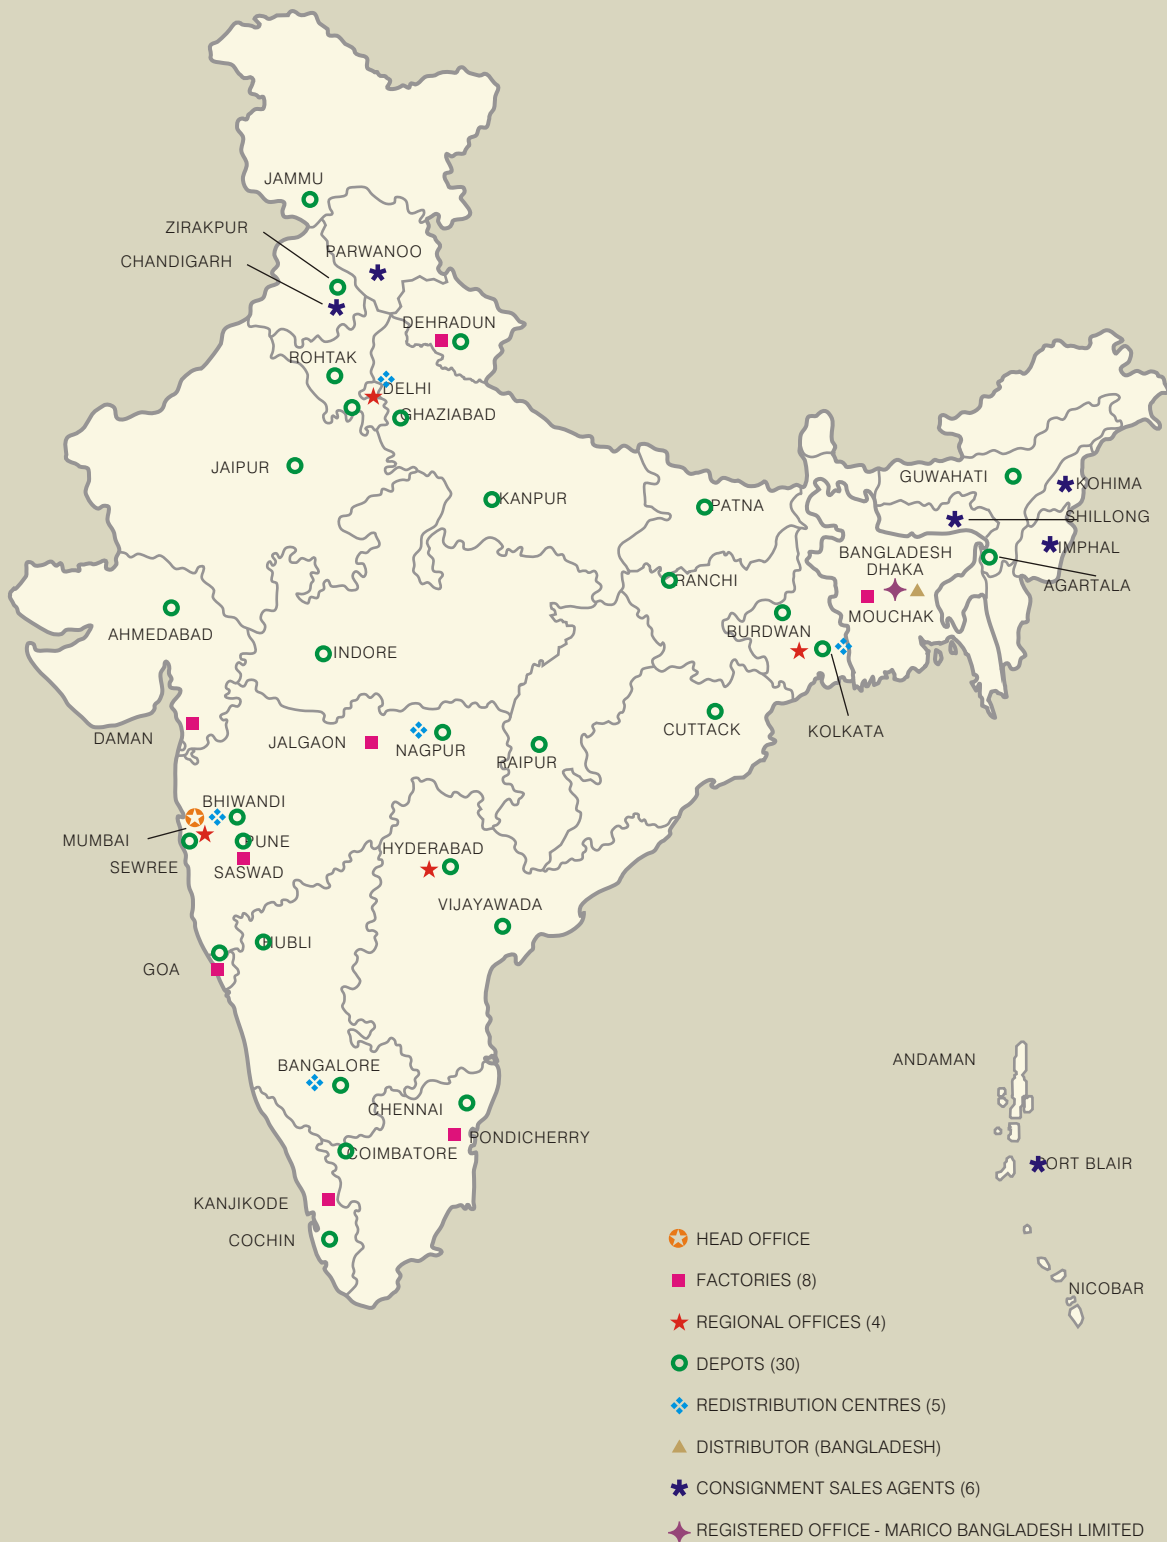 JAMMU
ZIRAKPUR
PARWANOO
CHANDIGARH
DEHRADUN
ROHTAK
DELHI
GHAZIABAD
JAIPUR
KANPUR
PATNA
GUWAHATI
KOHIMA
SHILLONG
IMPHAL
BANGLADESH
DHAKA
AGARTALA
RANCHI
MOUCHAK
AHMEDABAD
BURDWAN
INDORE
CUTTACK
KOLKATA
DAMAN
JALGAON
NAGPUR
RAIPUR
BHIWANDI
MUMBAI
PUNE
HYDERABAD
SEWREE
SASWAD
VIJAYAWADA
HUBLI
GOA
ANDAMAN
BANGALORE
CHENNAI
PONDICHERRY
COIMBATORE
PORT BLAIR
KANJIKODE
COCHIN
NICOBAR
HEAD OFFICE
FACTORIES (8)
REGIONAL OFFICES (4)
DEPOTS (30)
REDISTRIBUTION CENTRES (5)
DISTRIBUTOR (BANGLADESH)
CONSIGNMENT SALES AGENTS (6)
REGISTERED OFFICE - MARICO BANGLADESH LIMITED